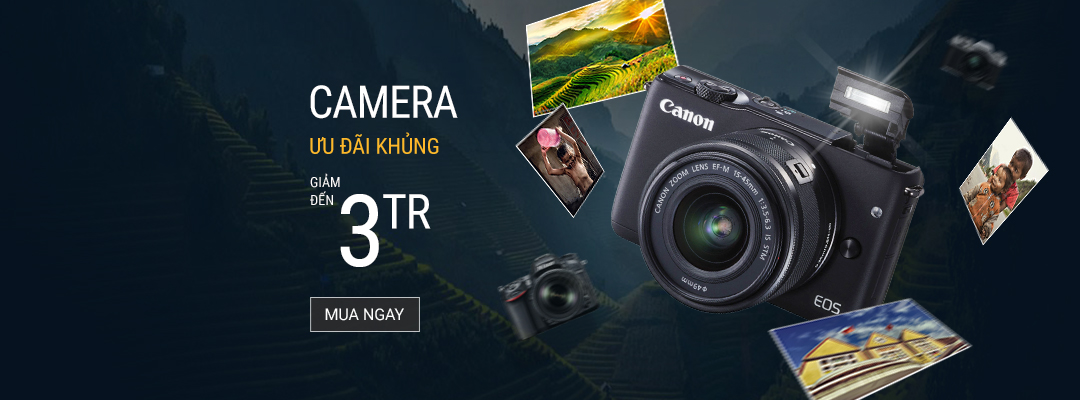 CAMERA
ƯU ĐÃI KHỦNG
GIẢM
ĐẾN
3TR
MUA NGAY
Canon
CANON ZOOM LENS EF-M 15-45mm 1:3.5-6.3 IS STM
ø49mm
EOS